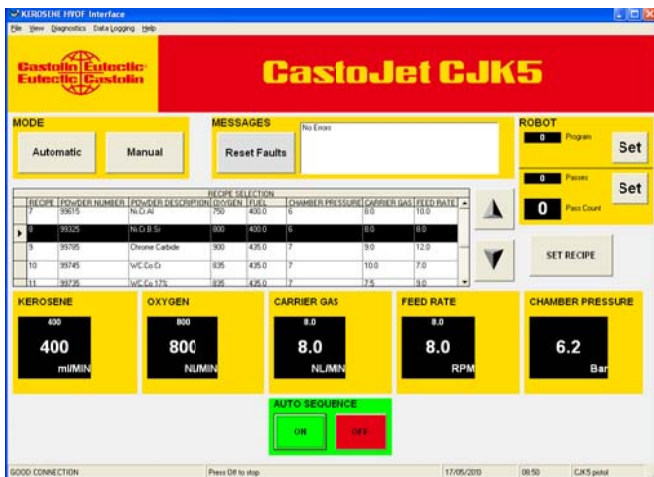 KEROSENE HVOF Interface
File View Diagnostics Data Logging Help
Castolin Eutectic
Eutectic Castolin
CastoJet CJK5
MODE
Automatic Manual
MESSAGES
Reset Faults
No Errors
ROBOT
0 Program Set
0 Passes Set
0 Pass Count
RECIPE SELECTION
RECIPE POWDER NUMBER POWDER DESCRIPTION OXYGEN FUEL CHAMBER PRESSURE CARRIER GAS FEED RATE
7 99615 Ni.Cr.Al 750 400.0 6 8.0 10.0
8 99325 Ni.Cr.B.Si 800 400.0 6 8.0 8.0
9 99785 Chrome Carbide 900 435.0 7 9.0 12.0
10 99745 WC.Co.Cr 835 435.0 7 10.0 7.0
11 99735 WC.Co 17% 835 435.0 7 7.5 9.0
SET RECIPE
KEROSENE
400
400
ml/MIN
OXYGEN
800
800
Nl/MIN
CARRIER GAS
8.0
8.0
NL/MIN
FEED RATE
8.0
8.0
RPM
CHAMBER PRESSURE
6.2
Bar
AUTO SEQUENCE
ON OFF
GOOD CONNECTION Press Off to stop 17/05/2010 08:50 CJK5 pistol